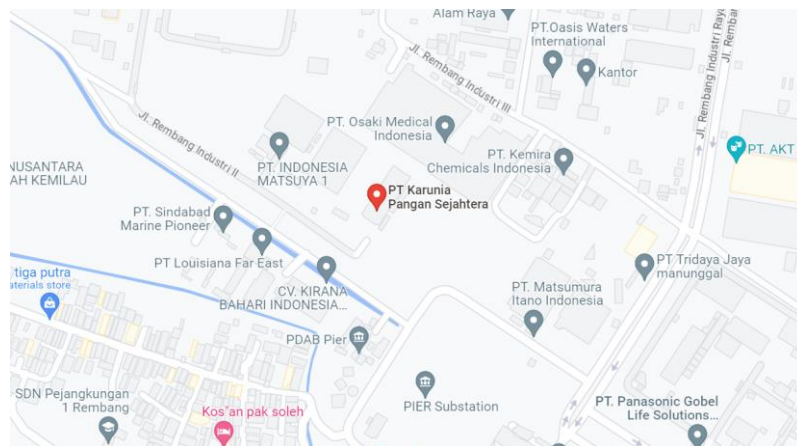 Alam Raya
PT.Oasis Waters
International
Kantor
Jl. Rembang Industri Raya
Jl. Remba
Jl. Rembang Industri III
Jl. Rembang Industri II
PT. Osaki Medical
Indonesia
PT. INDONESIA
MATSUYA 1
PT. Kemira
Chemicals Indonesia
PT. AKT
NUSANTARA
AH KEMILAU
PT Karunia
Pangan Sejahtera
PT. Sindabad
Marine Pioneer
PT Louisiana Far East
CV. KIRANA
BAHARI INDONESIA...
PT Tridaya Jaya
manunggal
PT. Matsumura
Itano Indonesia
tiga putra
aterials store
PDAB Pier
SDN Pejangkungan
1 Rembang
Kos'an pak soleh
PIER Substation
PT. Panasonic Gobel
Life Solutions...